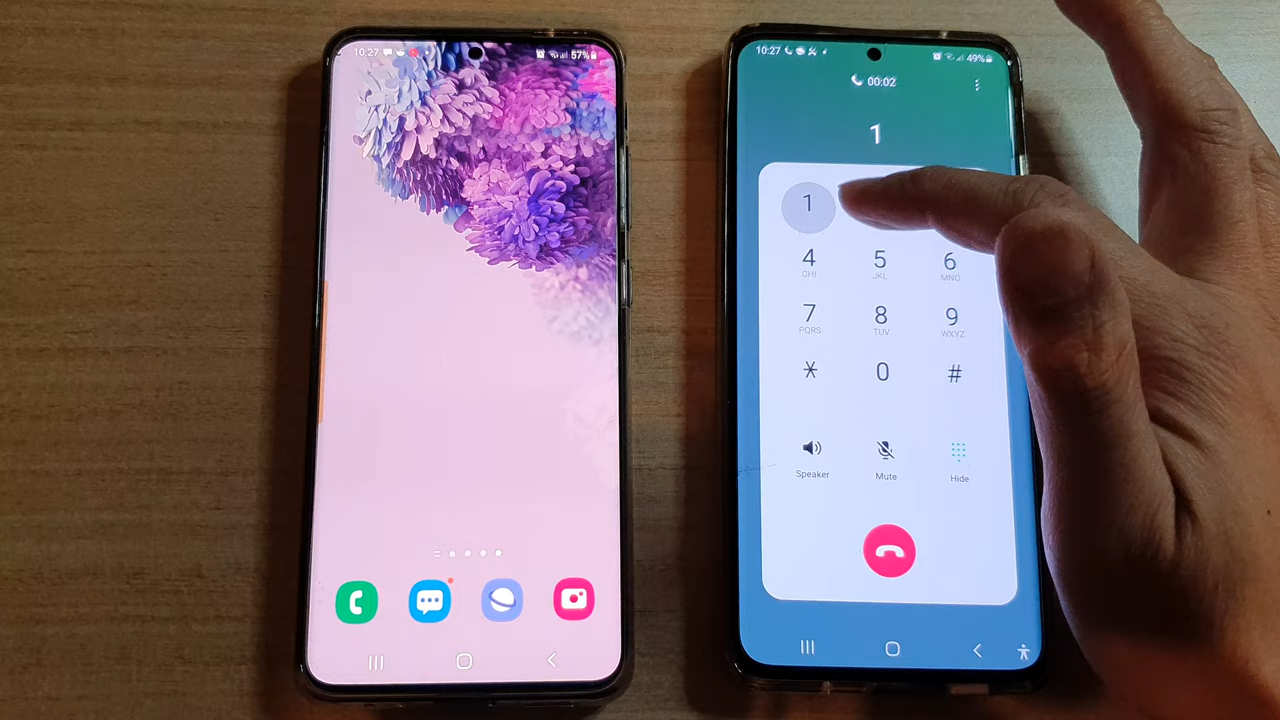 10:27
57%
10:27
49%
00:02
1
1
4
GHI
5
JKL
6
MNO
7
PQRS
8
TUV
9
WXYZ
*
0
#
Speaker
Mute
Hide